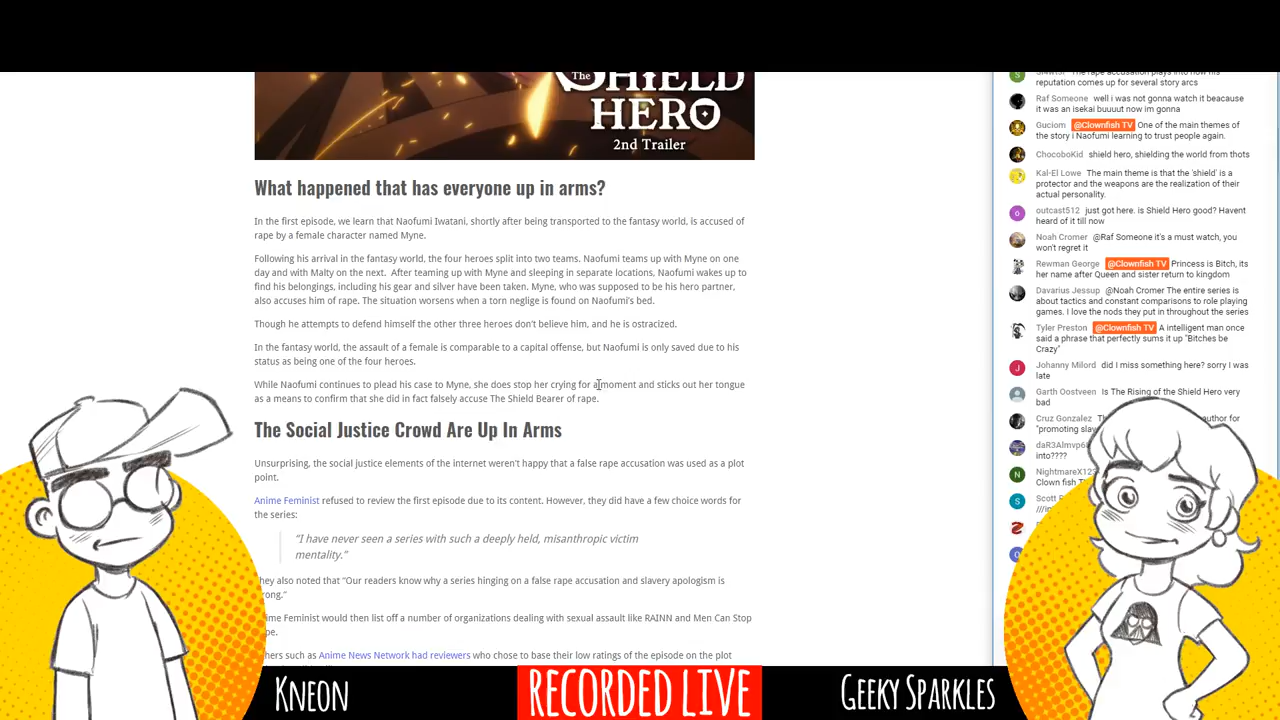 The
SHIELD
HERO
2nd Trailer
What happened that has everyone up in arms?
In the first episode, we learn that Naofumi Iwatani, shortly after being transported to the fantasy world, is accused of
rape by a female character named Myne.
Following his arrival in the fantasy world, the four heroes split into two teams. Naofumi teams up with Myne on one
day and with Malty on the next. After teaming up with Myne and sleeping in separate locations, Naofumi wakes up to
find his belongings, including his gear and silver have been taken. Myne, who was supposed to be his hero partner,
also accuses him of rape. The situation worsens when a torn neglige is found on Naofumi's bed.
Though he attempts to defend himself the other three heroes don't believe him, and he is ostracized.
In the fantasy world, the assault of a female is comparable to a capital offense, but Naofumi is only saved due to his
status as being one of the four heroes.
While Naofumi continues to plead his case to Myne, she does stop her crying for a moment and sticks out her tongue
as a means to confirm that she did in fact falsely accuse The Shield Bearer of rape.
The Social Justice Crowd Are Up In Arms
Unsurprising, the social justice elements of the internet weren't happy that a false rape accusation was used as a plot
point.
Anime Feminist refused to review the first episode due to its content. However, they did have a few choice words for
the series:
"I have never seen a series with such a deeply held, misanthropic victim
mentality."
hey also noted that "Our readers know why a series hinging on a false rape accusation and slavery apologism is
rong."
ime Feminist would then list off a number of organizations dealing with sexual assault like RAINN and Men Can Stop
pe.
hers such as Anime News Network had reviewers who chose to base their low ratings of the episode on the plot
The rape accusation plays into how his
reputation comes up for several story arcs
Raf Someone well i was not gonna watch it beacause
it was an isekai buuuut now im gonna
Guciom @Clownfish TV One of the main themes of
the story i Naofumi learning to trust people again.
ChocoboKid shield hero, shielding the world from thots
Kal-El Lowe The main theme is that the 'shield' is a
protector and the weapons are the realization of their
actual personality.
outcast512 just got here. is Shield Hero good? Havent
heard of it till now
Noah Cromer @Raf Someone it's a must watch, you
won't regret it
Rewman George @Clownfish TV Princess is Bitch, its
her name after Queen and sister return to kingdom
Davarius Jessup @Noah Cromer The entire series is
about tactics and constant comparisons to role playing
games. I love the nods they put in throughout the series
Tyler Preston @Clownfish TV A intelligent man once
said a phrase that perfectly sums it up "Bitches be
Crazy"
Johanny Milord did I miss something here? sorry I was
late
Garth Oostveen Is The Rising of the Shield Hero very
bad
Cruz Gonzalez author for
"promoting slav
into????
NightmareX12
Clown fish T
Scott
KNEON
RECORDED LIVE
GEEKY SPARKLES